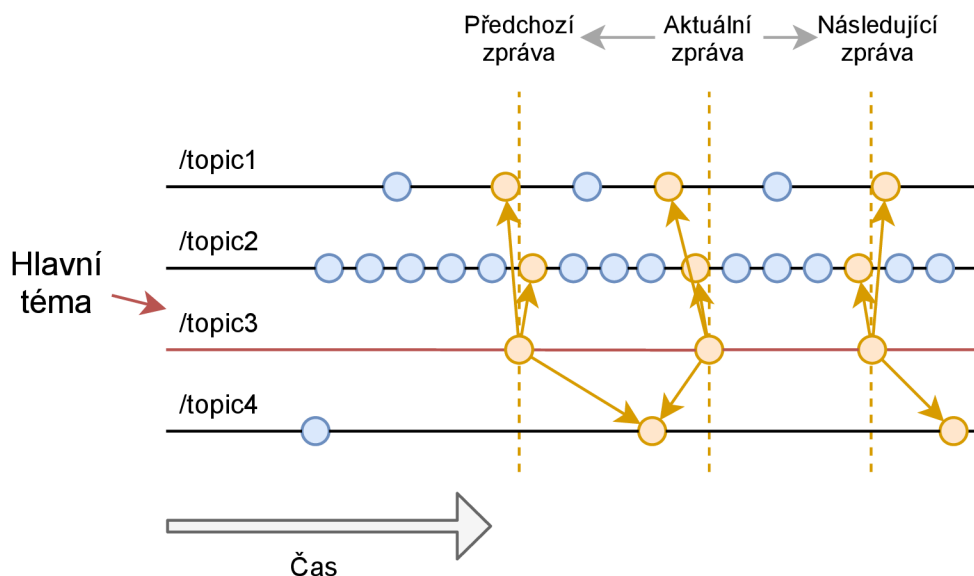 Předchozí
zpráva
Aktuální
zpráva
Následující
zpráva
/topic1
/topic2
Hlavní
téma
/topic3
/topic4
Čas